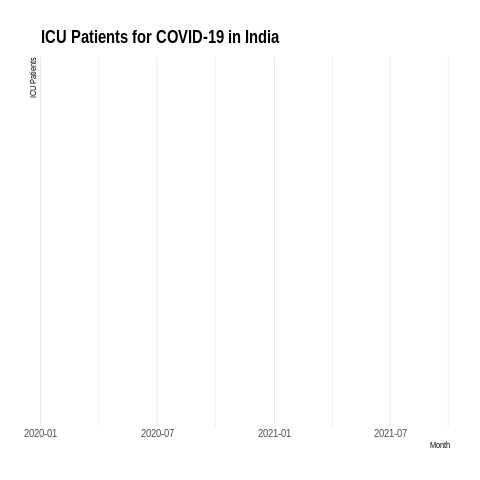 ICU Patients for COVID-19 in India
ICU Patients
2020-01
2020-07
2021-01
2021-07
Month